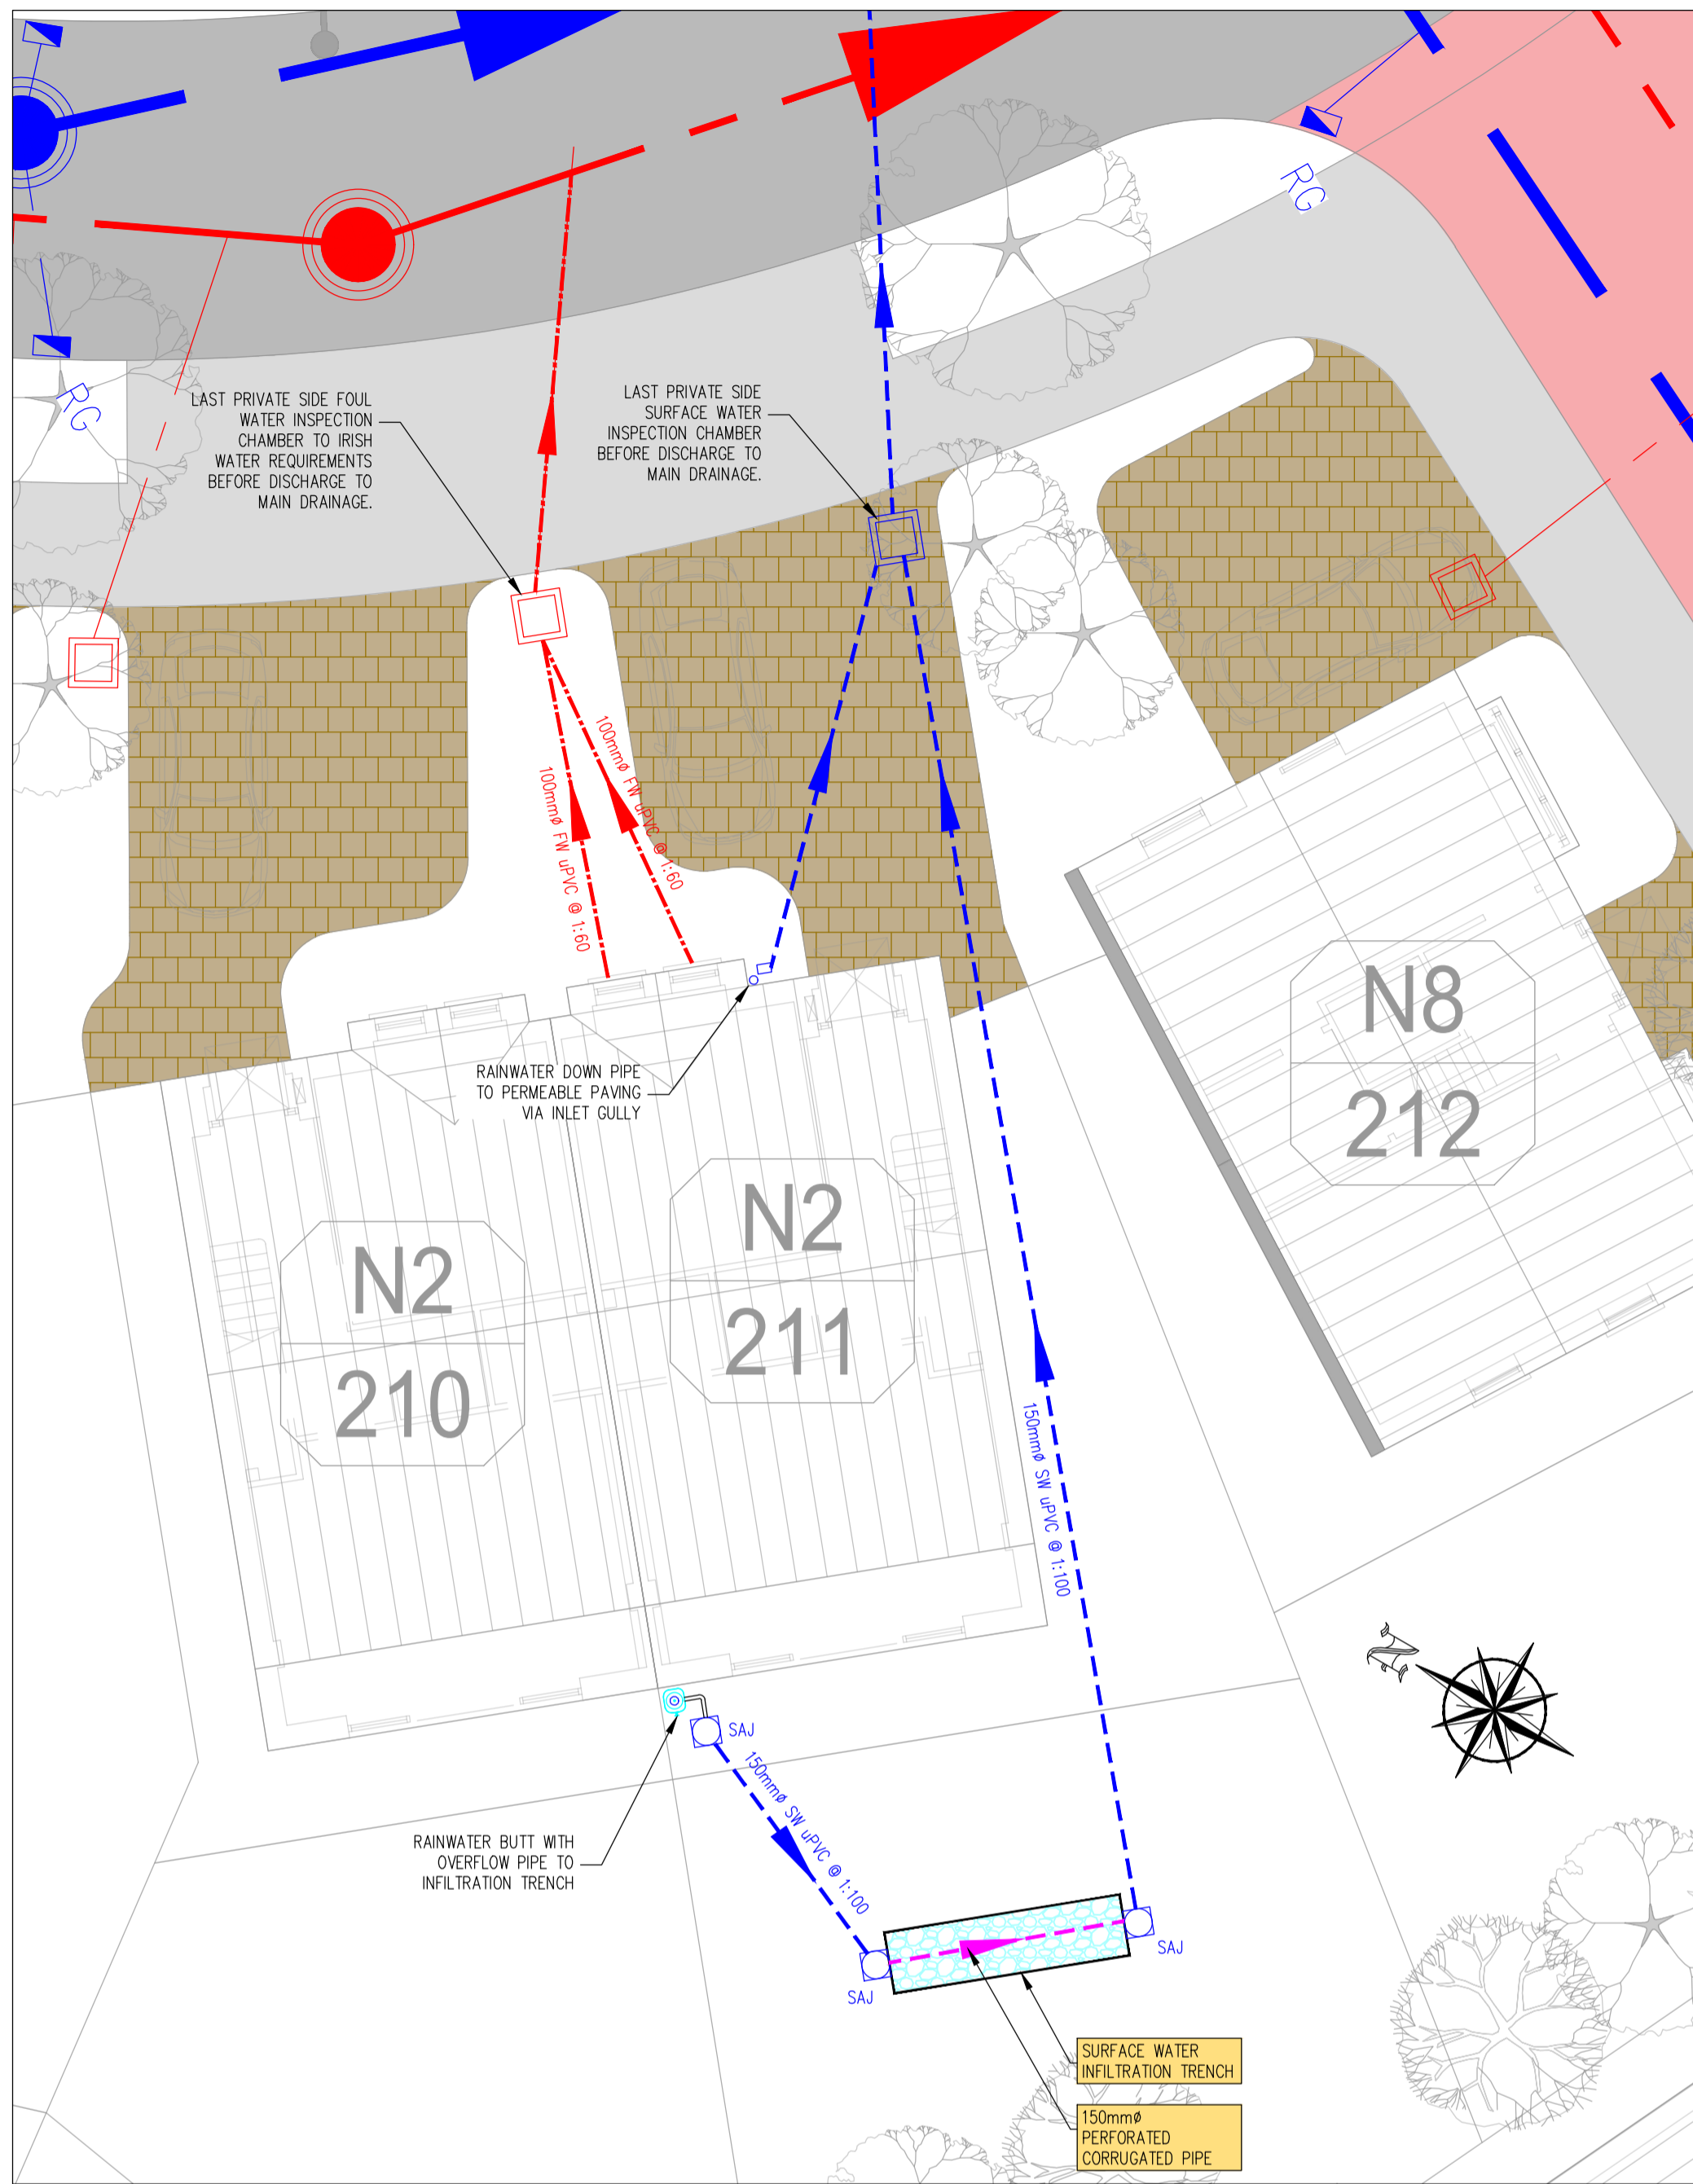 RG
RG
LAST PRIVATE SIDE FOUL
WATER INSPECTION
CHAMBER TO IRISH
WATER REQUIREMENTS
BEFORE DISCHARGE TO
MAIN DRAINAGE.
LAST PRIVATE SIDE
SURFACE WATER
INSPECTION CHAMBER
BEFORE DISCHARGE TO
MAIN DRAINAGE.
100mmø FW uPVC @ 1:60
100mmø FW uPVC @ 1:60
RAINWATER DOWN PIPE
TO PERMEABLE PAVING
VIA INLET GULLY
N8
212
N2
211
N2
210
150mmø SW uPVC @ 1:100
N
SAJ
150mmø SW uPVC @ 1:100
RAINWATER BUTT WITH
OVERFLOW PIPE TO
INFILTRATION TRENCH
SAJ
SAJ
SURFACE WATER
INFILTRATION TRENCH
150mmø
PERFORATED
CORRUGATED PIPE